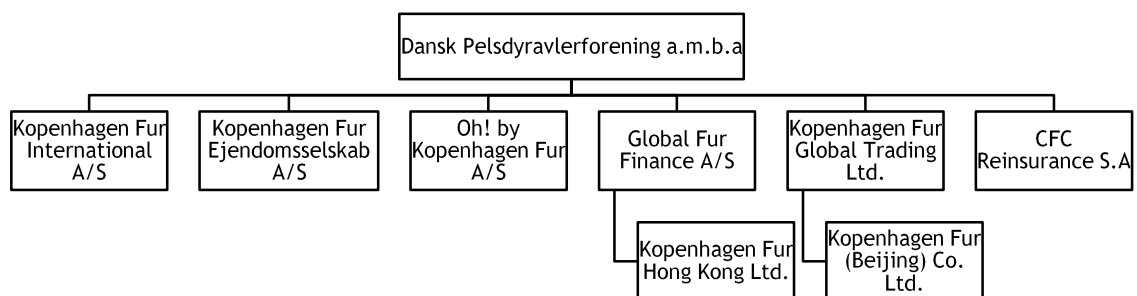 Dansk Pelsdyravlerforening a.m.b.a
Kopenhagen Fur
International
A/S
Kopenhagen Fur
Ejendomsselskab
A/S
Oh! by
Kopenhagen Fur
A/S
Global Fur
Finance A/S
Kopenhagen Fur
Global Trading
Ltd.
CFC
Reinsurance S.A
Kopenhagen Fur
Hong Kong Ltd.
Kopenhagen Fur
(Beijing) Co.
Ltd.